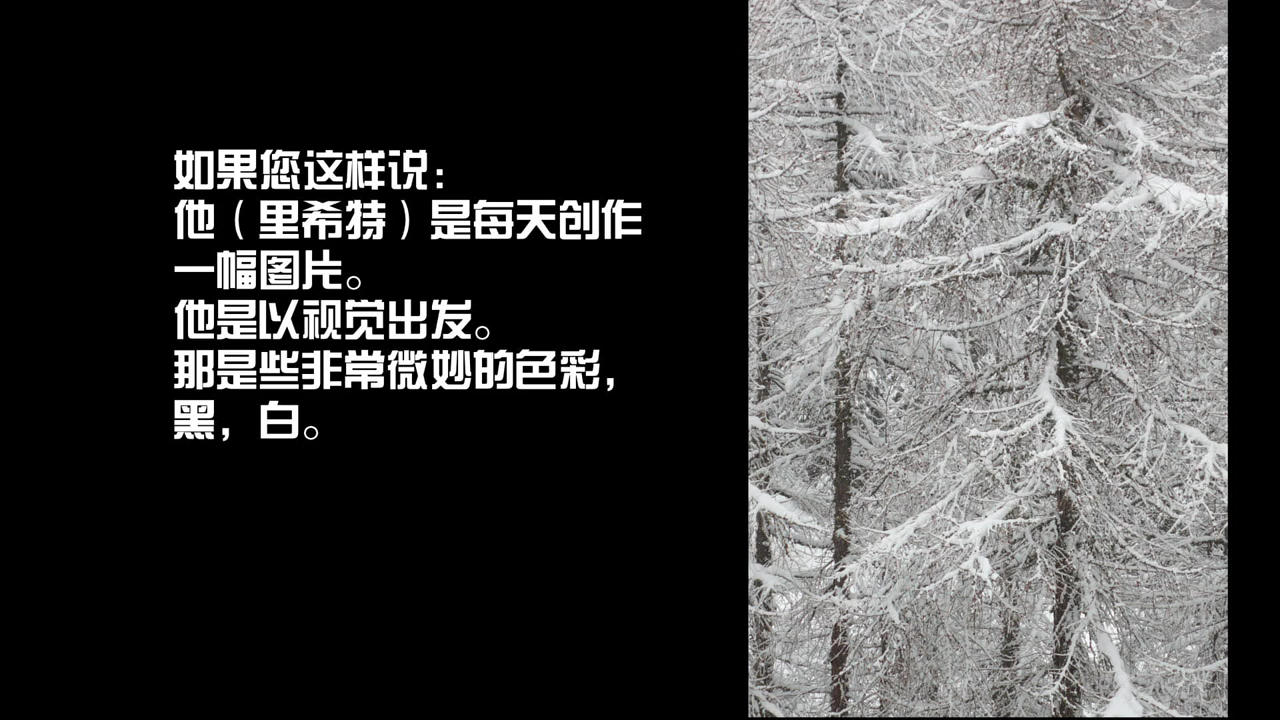 如果您这样说：
他（里希特）是每天创作
一幅图片。
他是以视觉出发。
那是些非常微妙的色彩，
黑，白。